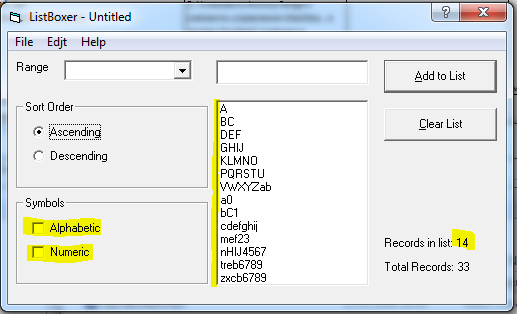 ListBoxer - Untitled
File Edjt Help
Range
Add to List
Sort Order
Ascending
Descending
Symbols
Alphabetic
Numeric
A
BC
DEF
GHIJ
KLMNO
PQRSTU
VWXYZab
a0
bC1
cdefghij
mef23
nHIJ4567
treb6789
zxcb6789
Clear List
Records in list: 14
Total Records: 33